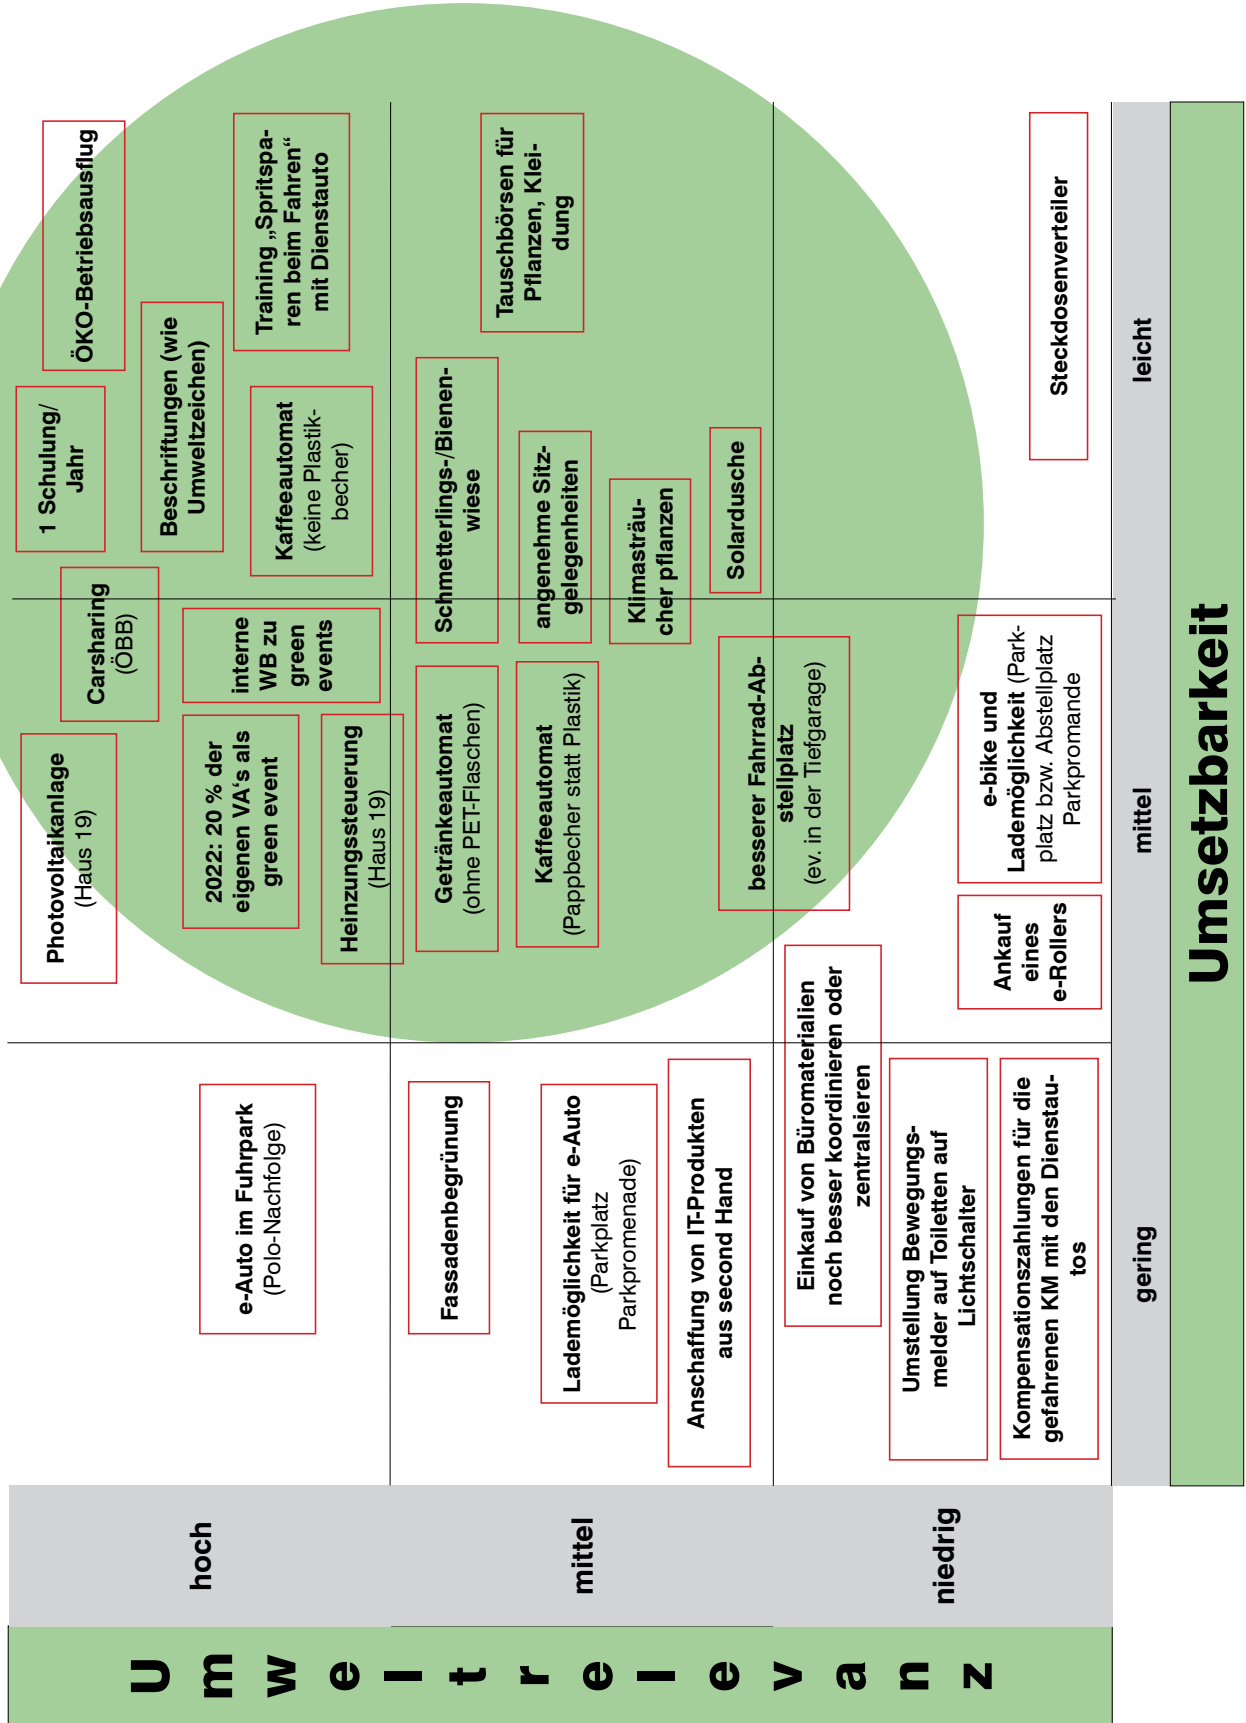 Umweltrelevanz
hoch
e-Auto im Fuhrpark
(Polo-Nachfolge)
Photovoltaikanlage
(Haus 19)
Carsharing
(ÖBB)
2022: 20 % der
eigenen VA‘s als
green event
interne
WB zu
green
events
Heinzungssteuerung
(Haus 19)
1 Schulung/
Jahr
ÖKO-Betriebsausflug
Beschriftungen (wie
Umweltzeichen)
Kaffeeautomat
(keine Plastik-
becher)
Training „Spritspa-
ren beim Fahren“
mit Dienstauto
mittel
Fassadenbegrünung
Lademöglichkeit für e-Auto
(Parkplatz
Parkpromenade)
Anschaffung von IT-Produkten
aus second Hand
Getränkeautomat
(ohne PET-Flaschen)
Kaffeeautomat
(Pappbecher statt Plastik)
besserer Fahrrad-Ab-
stellplatz
(ev. in der Tiefgarage)
Schmetterlings-/Bienen-
wiese
angenehme Sitz-
gelegenheiten
Klimasträu-
cher pflanzen
Solardusche
Tauschbörsen für
Pflanzen, Klei-
dung
niedrig
Einkauf von Büromaterialien
noch besser koordinieren oder
zentralsieren
Umstellung Bewegungs-
melder auf Toiletten auf
Lichtschalter
Kompensationszahlungen für die
gefahrenen KM mit den Dienstau-
tos
Ankauf
eines
e-Rollers
e-bike und
Lademöglichkeit (Park-
platz bzw. Abstellplatz
Parkpromande
Steckdosenverteiler
gering
mittel
leicht
Umsetzbarkeit